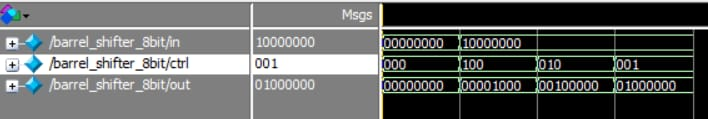 Msgs
/barrel_shifter_8bit/in 10000000 00000000 10000000
/barrel_shifter_8bit/ctrl 001 000 100 010 001
/barrel_shifter_8bit/out 01000000 00000000 00001000 00100000 01000000